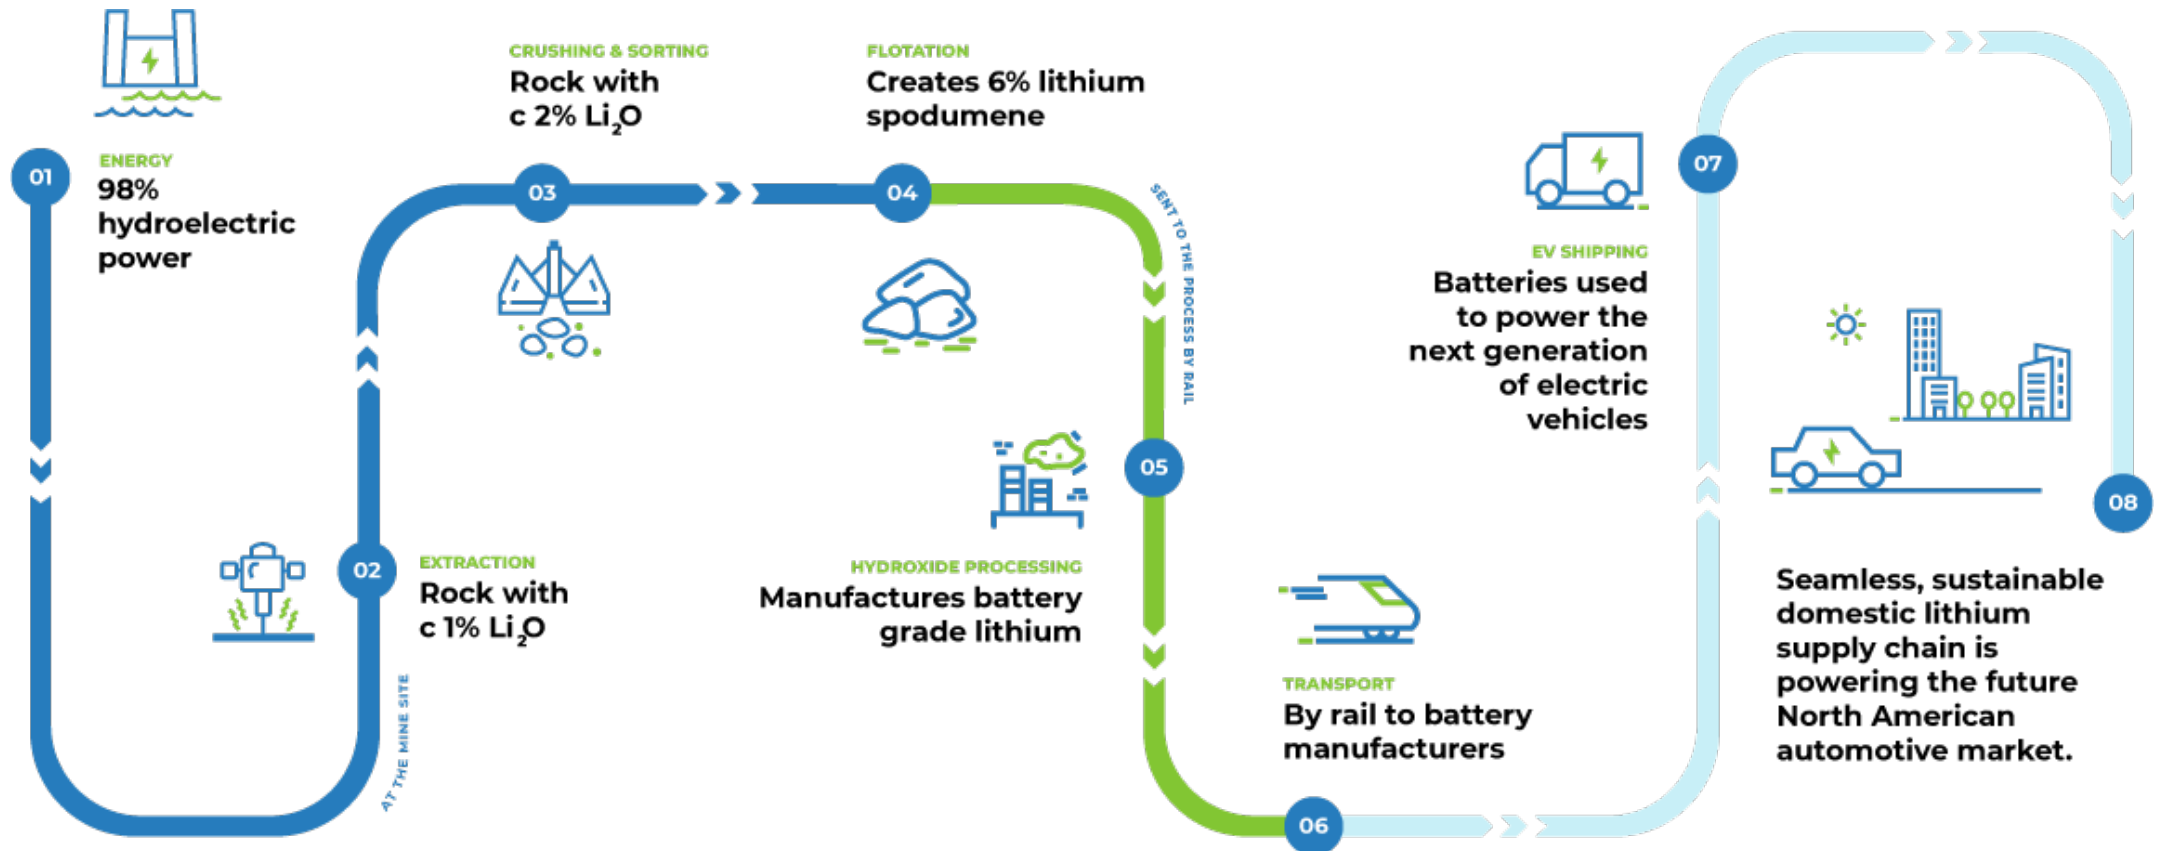 01
ENERGY
98%
hydroelectric
power
02
EXTRACTION
Rock with
c 1% Li₂O
AT THE MINE SITE
03
CRUSHING & SORTING
Rock with
c 2% Li₂O
04
FLOTATION
Creates 6% lithium
spodumene
SENT TO THE PROCESS BY RAIL
05
HYDROXIDE PROCESSING
Manufactures battery
grade lithium
06
TRANSPORT
By rail to battery
manufacturers
07
EV SHIPPING
Batteries used
to power the
next generation
of electric
vehicles
08
Seamless, sustainable
domestic lithium
supply chain is
powering the future
North American
automotive market.